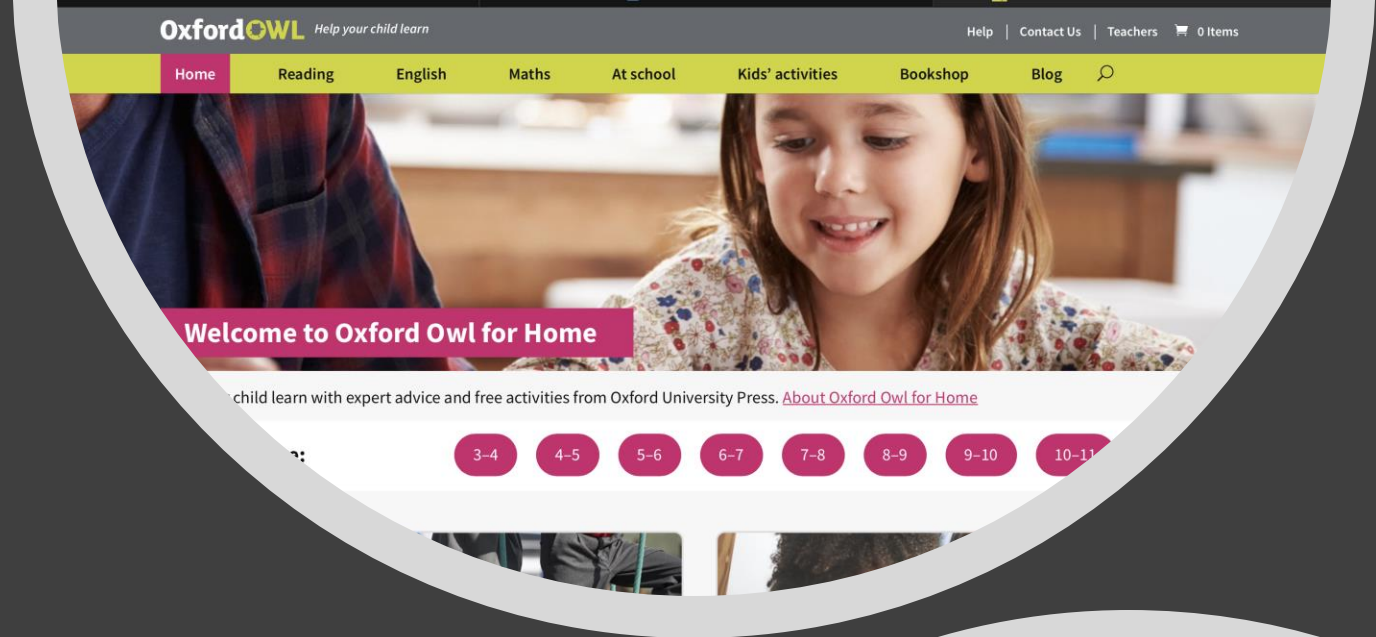 OxfordOWL Help your child learn
Help | Contact Us | Teachers 0 Items
Home Reading English Maths At school Kids' activities Bookshop Blog
Welcome to Oxford Owl for Home
child learn with expert advice and free activities from Oxford University Press. About Oxford Owl for Home
3–4 4–5 5–6 6–7 7–8 8–9 9–10 10–11